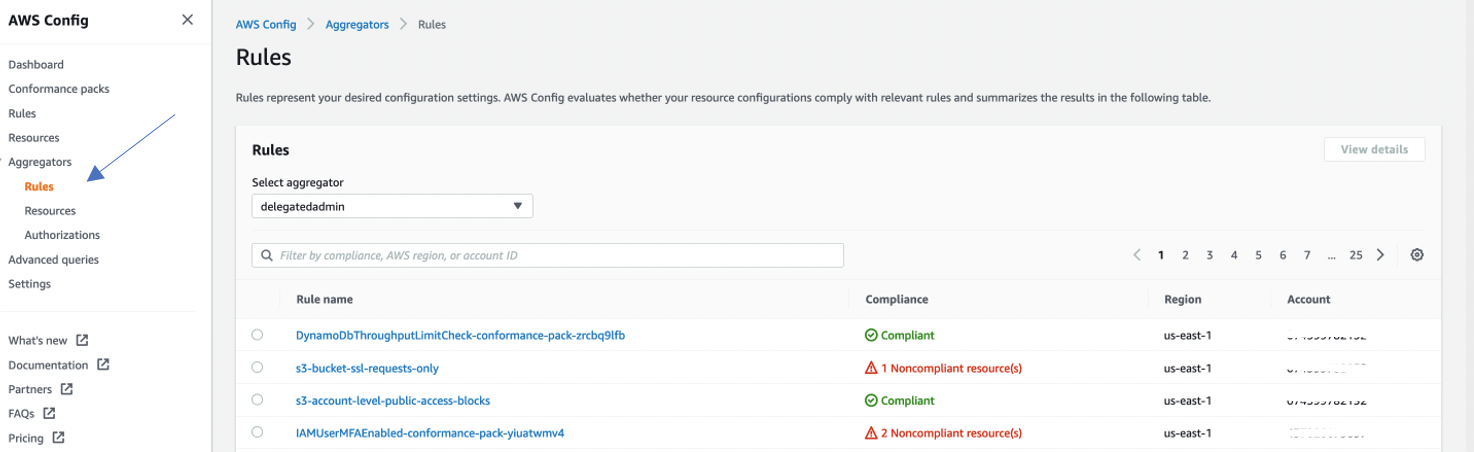 AWS Config
Dashboard
Conformance packs
Rules
Resources
Aggregators
Rules
Resources
Authorizations
Advanced queries
Settings
What's new
Documentation
Partners
FAQs
Pricing
AWS Config > Aggregators > Rules
Rules
Rules represent your desired configuration settings. AWS Config evaluates whether your resource configurations comply with relevant rules and summarizes the results in the following table.
Rules
View details
Select aggregator
delegatedadmin
Filter by compliance, AWS region, or account ID
1 2 3 4 5 6 7 ... 25
Rule name Compliance Region Account
DynamoDbThroughputLimitCheck-conformance-pack-zrcbq9lfb Compliant us-east-1
s3-bucket-ssl-requests-only 1 Noncompliant resource(s) us-east-1
s3-account-level-public-access-blocks Compliant us-east-1
IAMUserMFAEnabled-conformance-pack-yiuatwmv4 2 Noncompliant resource(s) us-east-1